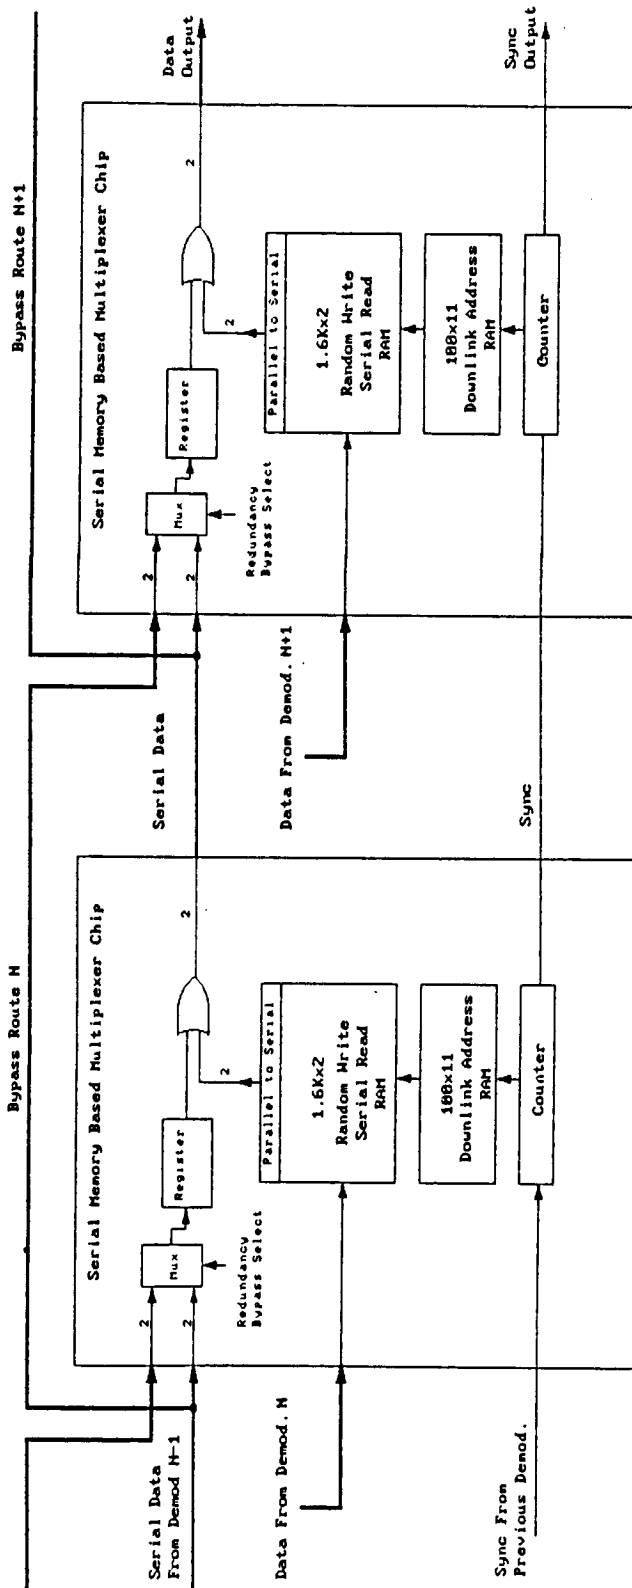 Bypass Route N
Bypass Route N+1
Serial Memory Based Multiplexer Chip
Serial Data
From Demod N-1
2
2
Mux
Redundancy
Bypass Select
Register
2
2
Parallel to Serial
1.6Kx2
Random Write
Serial Read
RAM
Data From Demod. N
100x11
Downlink Address
RAM
Counter
Sync From
Previous Demod.
Serial Data
Sync
Serial Memory Based Multiplexer Chip
2
2
Mux
Redundancy
Bypass Select
Register
2
2
Parallel to Serial
1.6Kx2
Random Write
Serial Read
RAM
Data From Demod. N+1
100x11
Downlink Address
RAM
Counter
Data
Output
Sync
Output